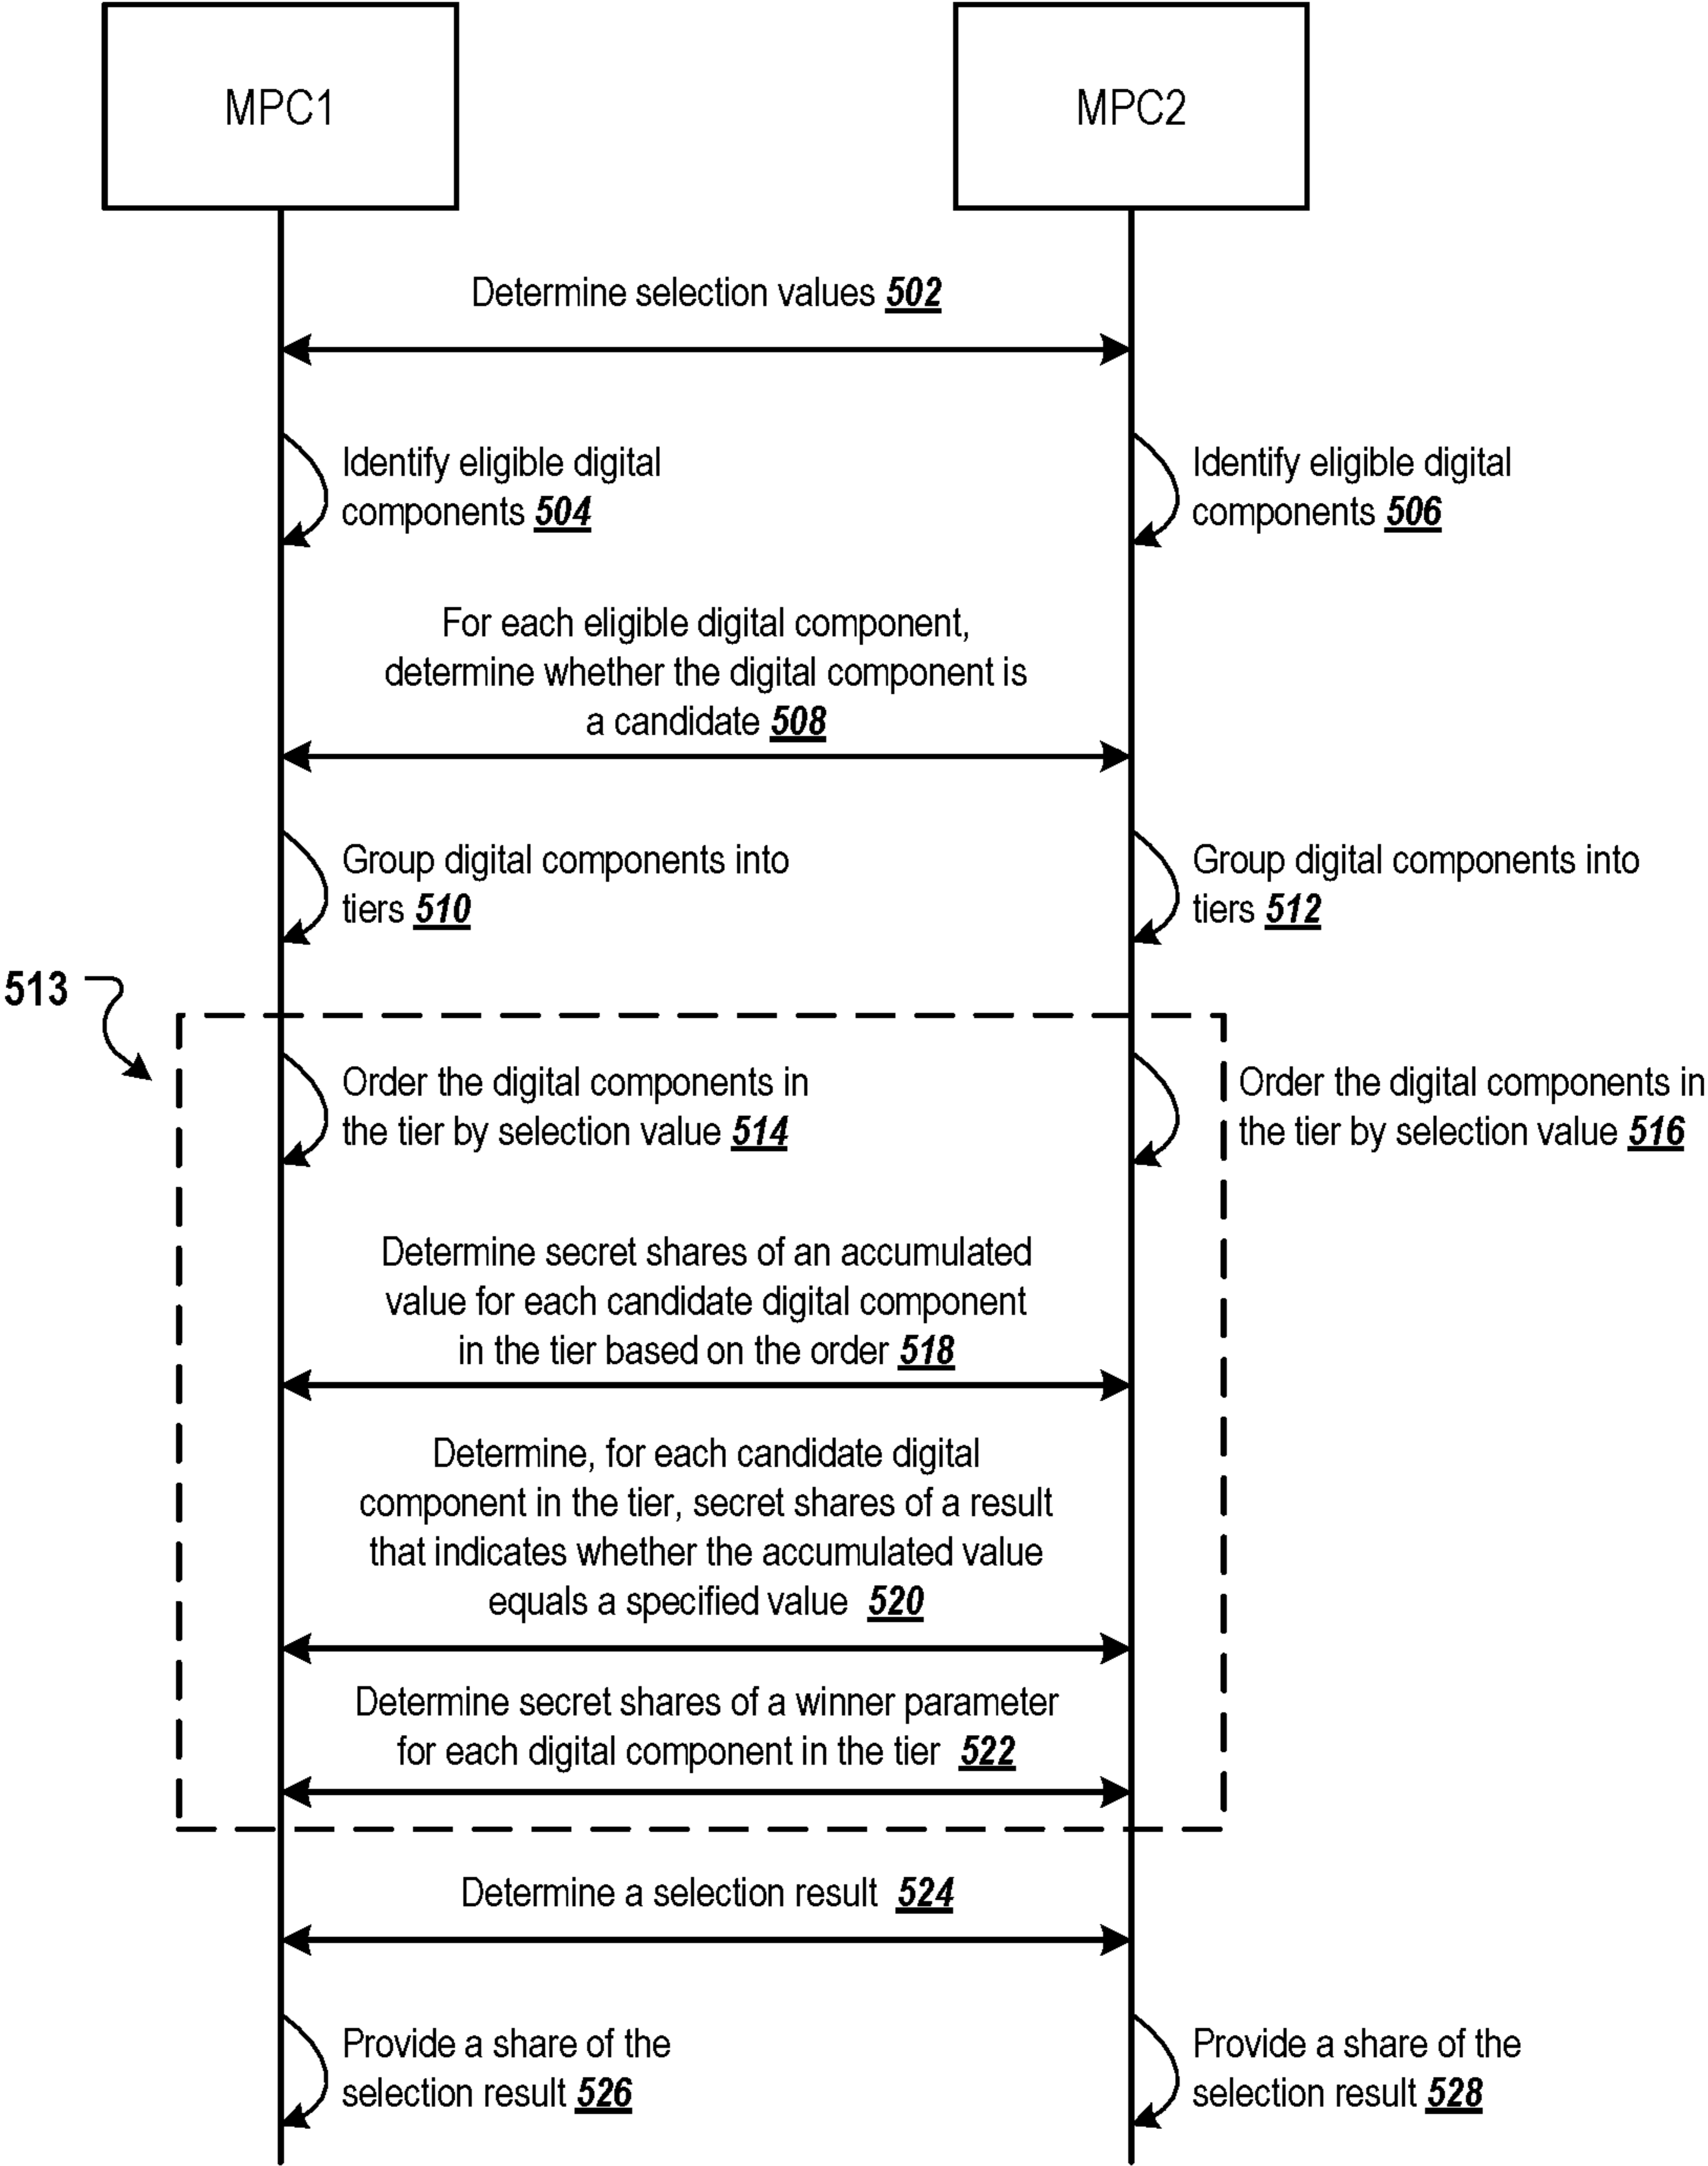 MPC1
MPC2
Determine selection values 502
Identify eligible digital
components 504
Identify eligible digital
components 506
For each eligible digital component,
determine whether the digital component is
a candidate 508
Group digital components into
tiers 510
Group digital components into
tiers 512
513
Order the digital components in
the tier by selection value 514
Order the digital components in
the tier by selection value 516
Determine secret shares of an accumulated
value for each candidate digital component
in the tier based on the order 518
Determine, for each candidate digital
component in the tier, secret shares of a result
that indicates whether the accumulated value
equals a specified value 520
Determine secret shares of a winner parameter
for each digital component in the tier 522
Determine a selection result 524
Provide a share of the
selection result 526
Provide a share of the
selection result 528